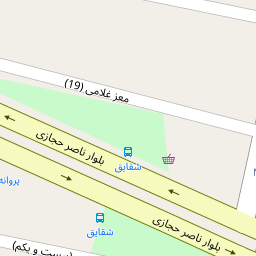 معز غلامی (19)
بلوار ناصر حجازی
شقایق
پروانه
بلوار ناصر حجازی
شقایق
بیست و یکم)